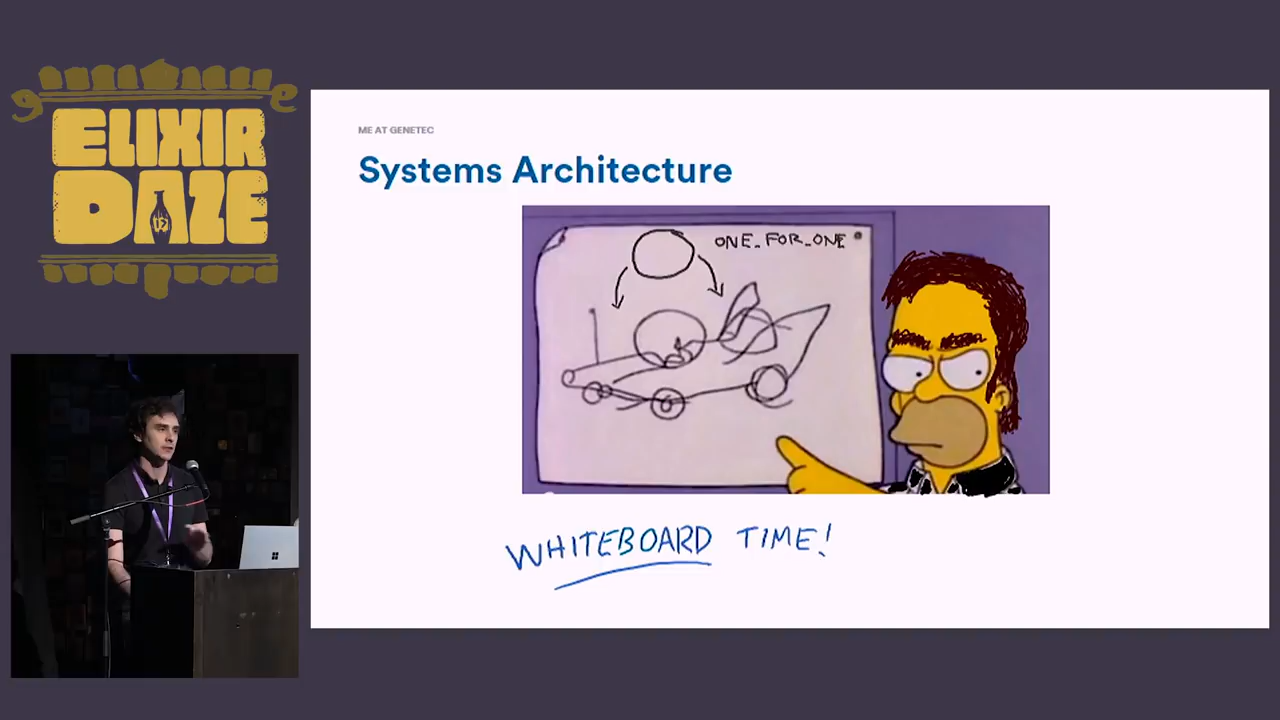 ELIXIR
DAZE
ME AT GENETEC
Systems Architecture
ONE_FOR_ONE
WHITEBOARD TIME!